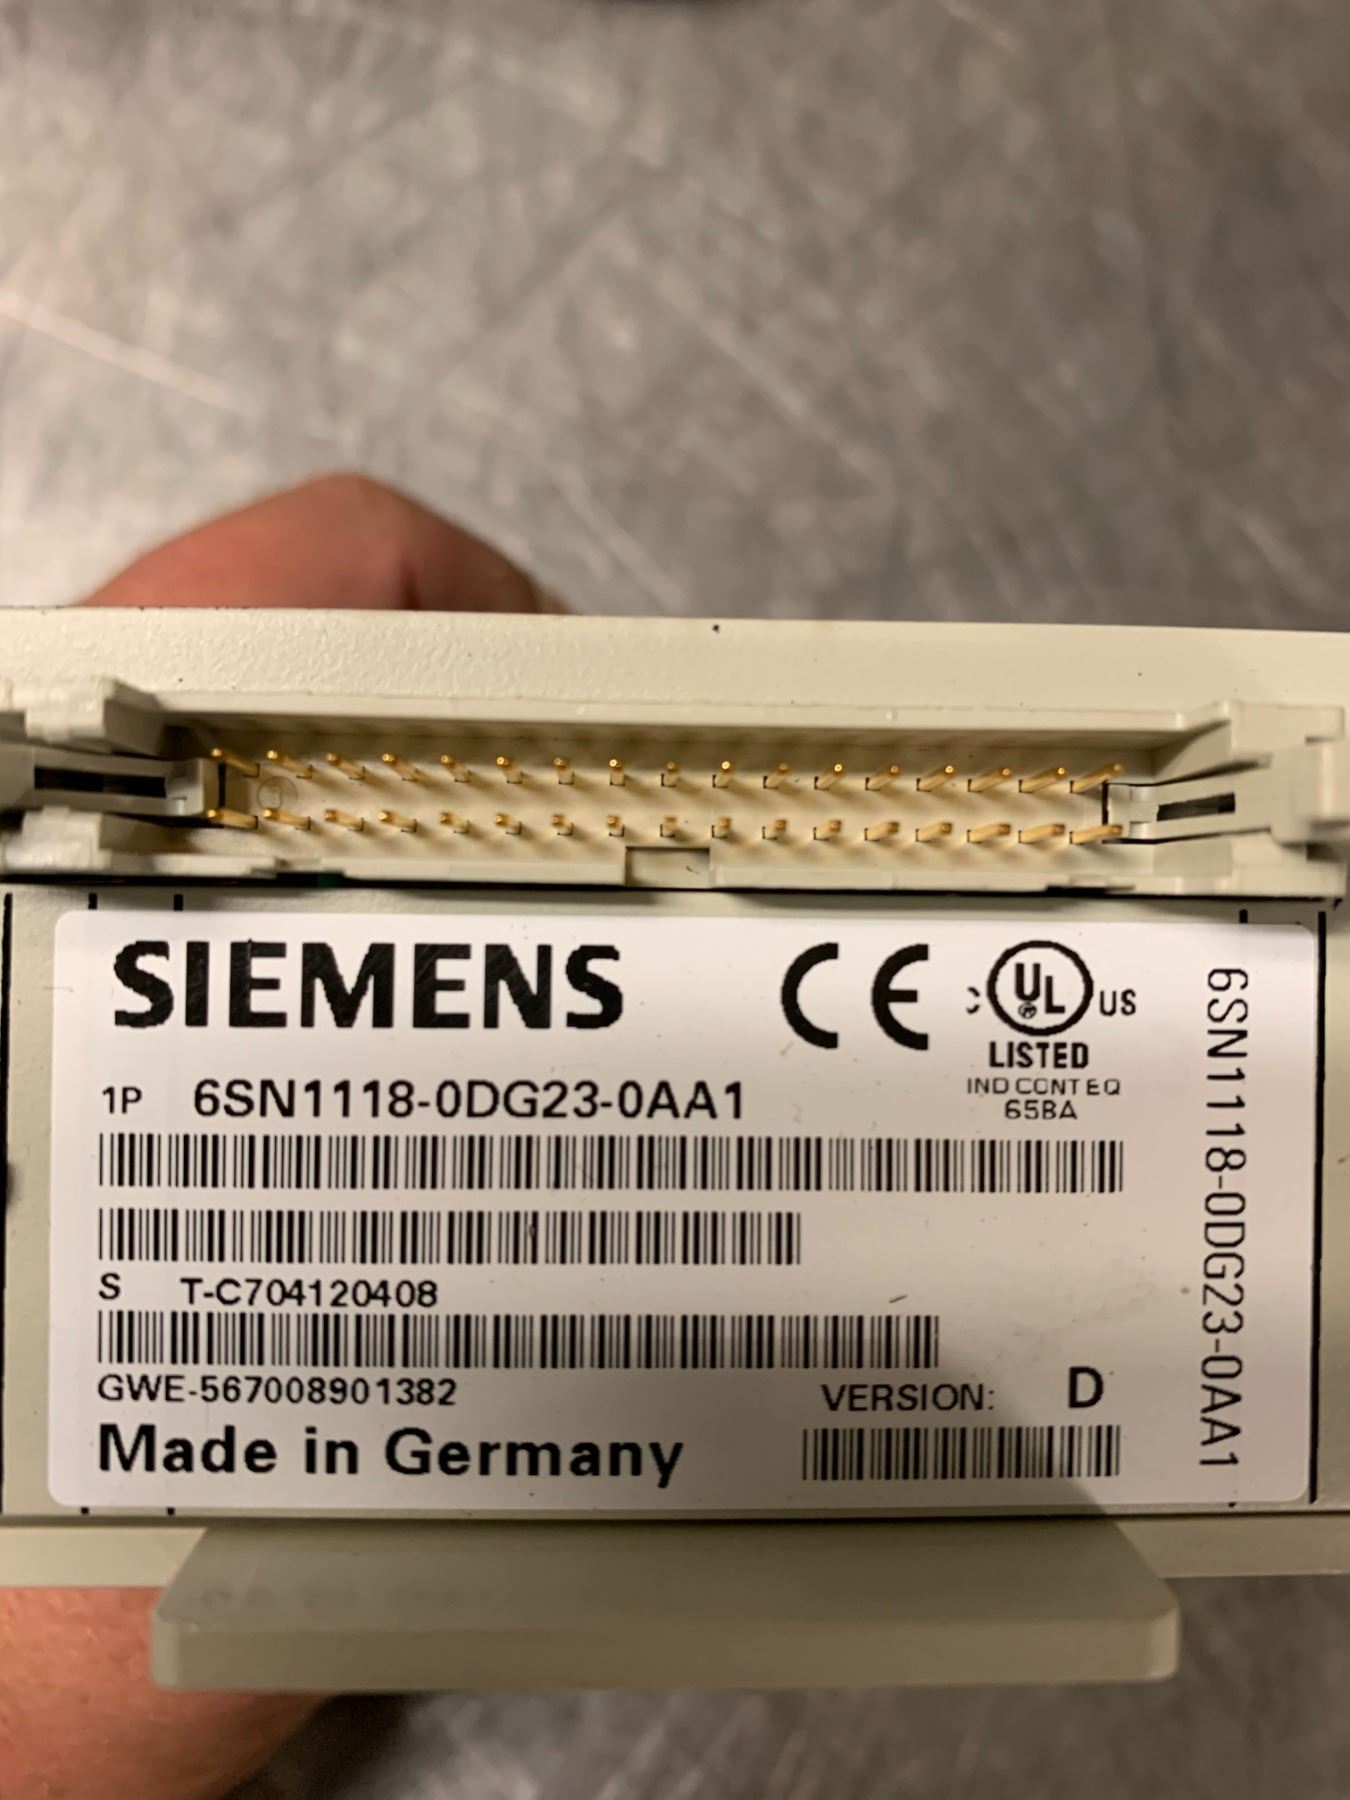 SIEMENS
CE
C UL US
LISTED
IND CONT EQ
65BA
1P 6SN1118-0DG23-0AA1
S T-C704120408
GWE-567008901382
VERSION: D
Made in Germany
6SN1118-0DG23-0AA1
3